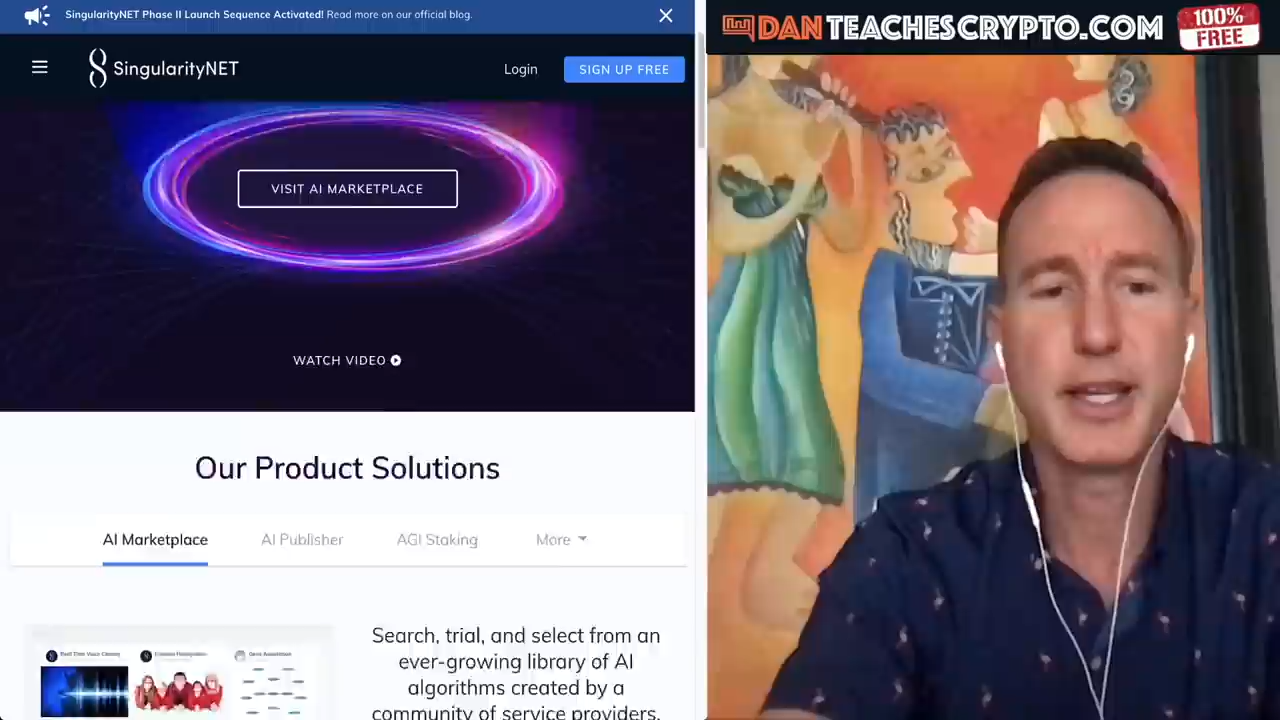 SingularityNET Phase II Launch Sequence Activated! Read more on our official blog.
SingularityNET
Login
SIGN UP FREE
VISIT AI MARKETPLACE
WATCH VIDEO
Our Product Solutions
AI Marketplace
AI Publisher
AGI Staking
More
Search, trial, and select from an
ever-growing library of AI
algorithms created by a
community of service providers.
DANTEACHESCRYPTO.COM
100%
FREE